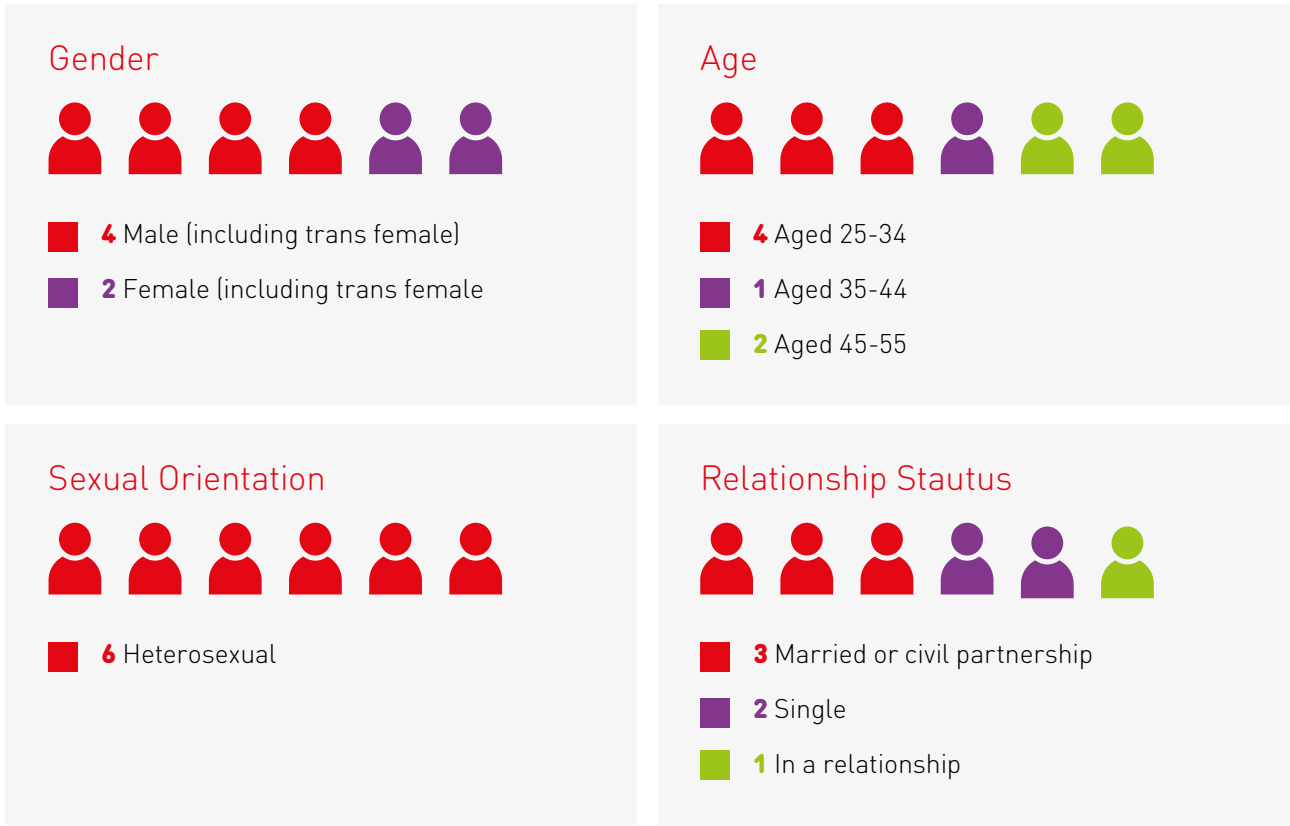 Gender
4 Male (including trans female)
2 Female (including trans female
Age
4 Aged 25-34
1 Aged 35-44
2 Aged 45-55
Sexual Orientation
6 Heterosexual
Relationship Stautus
3 Married or civil partnership
2 Single
1 In a relationship